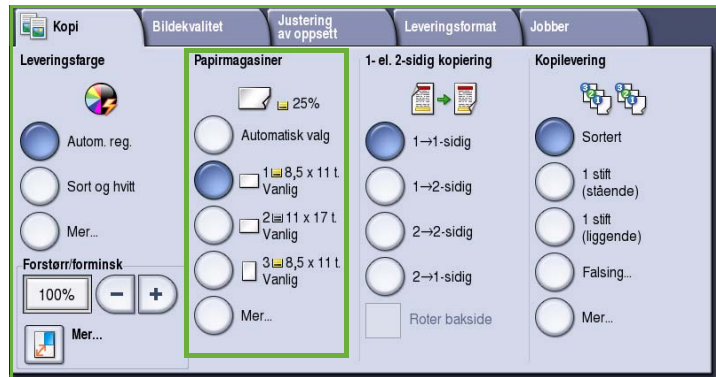 Kopi
Bildekvalitet
Justering
av oppsett
Leveringsformat
Jobber
Leveringsfarge
Autom. reg.
Sort og hvitt
Mer...
Forstørr/forminsk
100%
Mer...
Papirmagasiner
25%
Automatisk valg
1 8,5 x 11 t.
Vanlig
2 11 x 17 t.
Vanlig
3 8,5 x 11 t.
Vanlig
Mer...
1- el. 2-sidig kopiering
1→1-sidig
1→2-sidig
2→2-sidig
2→1-sidig
Roter bakside
Kopilevering
Sortert
1 stift
(stående)
1 stift
(liggende)
Falsing...
Mer...